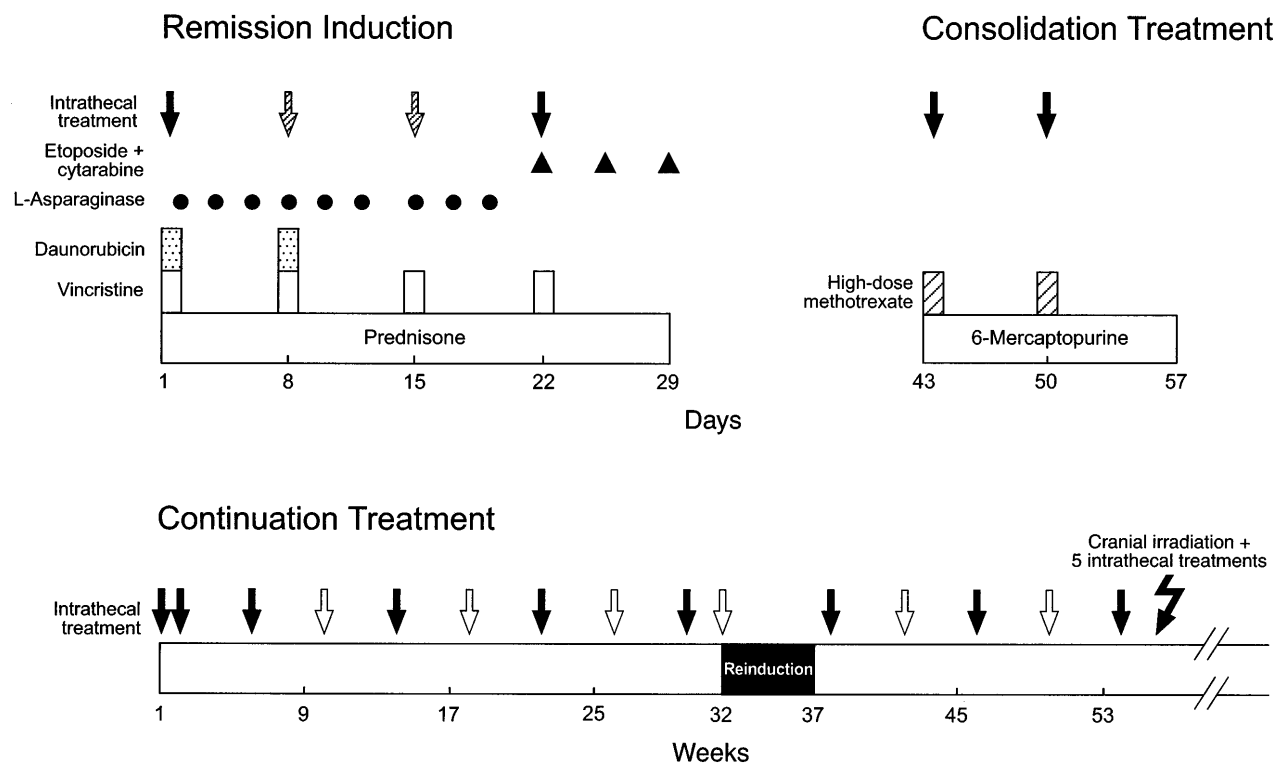 Remission Induction
Consolidation Treatment
Intrathecal
treatment
Etoposide +
cytarabine
L-Asparaginase
Daunorubicin
Vincristine
High-dose
methotrexate
Prednisone
6-Mercaptopurine
1 8 15 22 29
43 50 57
Days
Continuation Treatment
Cranial irradiation +
5 intrathecal treatments
Intrathecal
treatment
Reinduction
1 9 17 25 32 37 45 53
Weeks